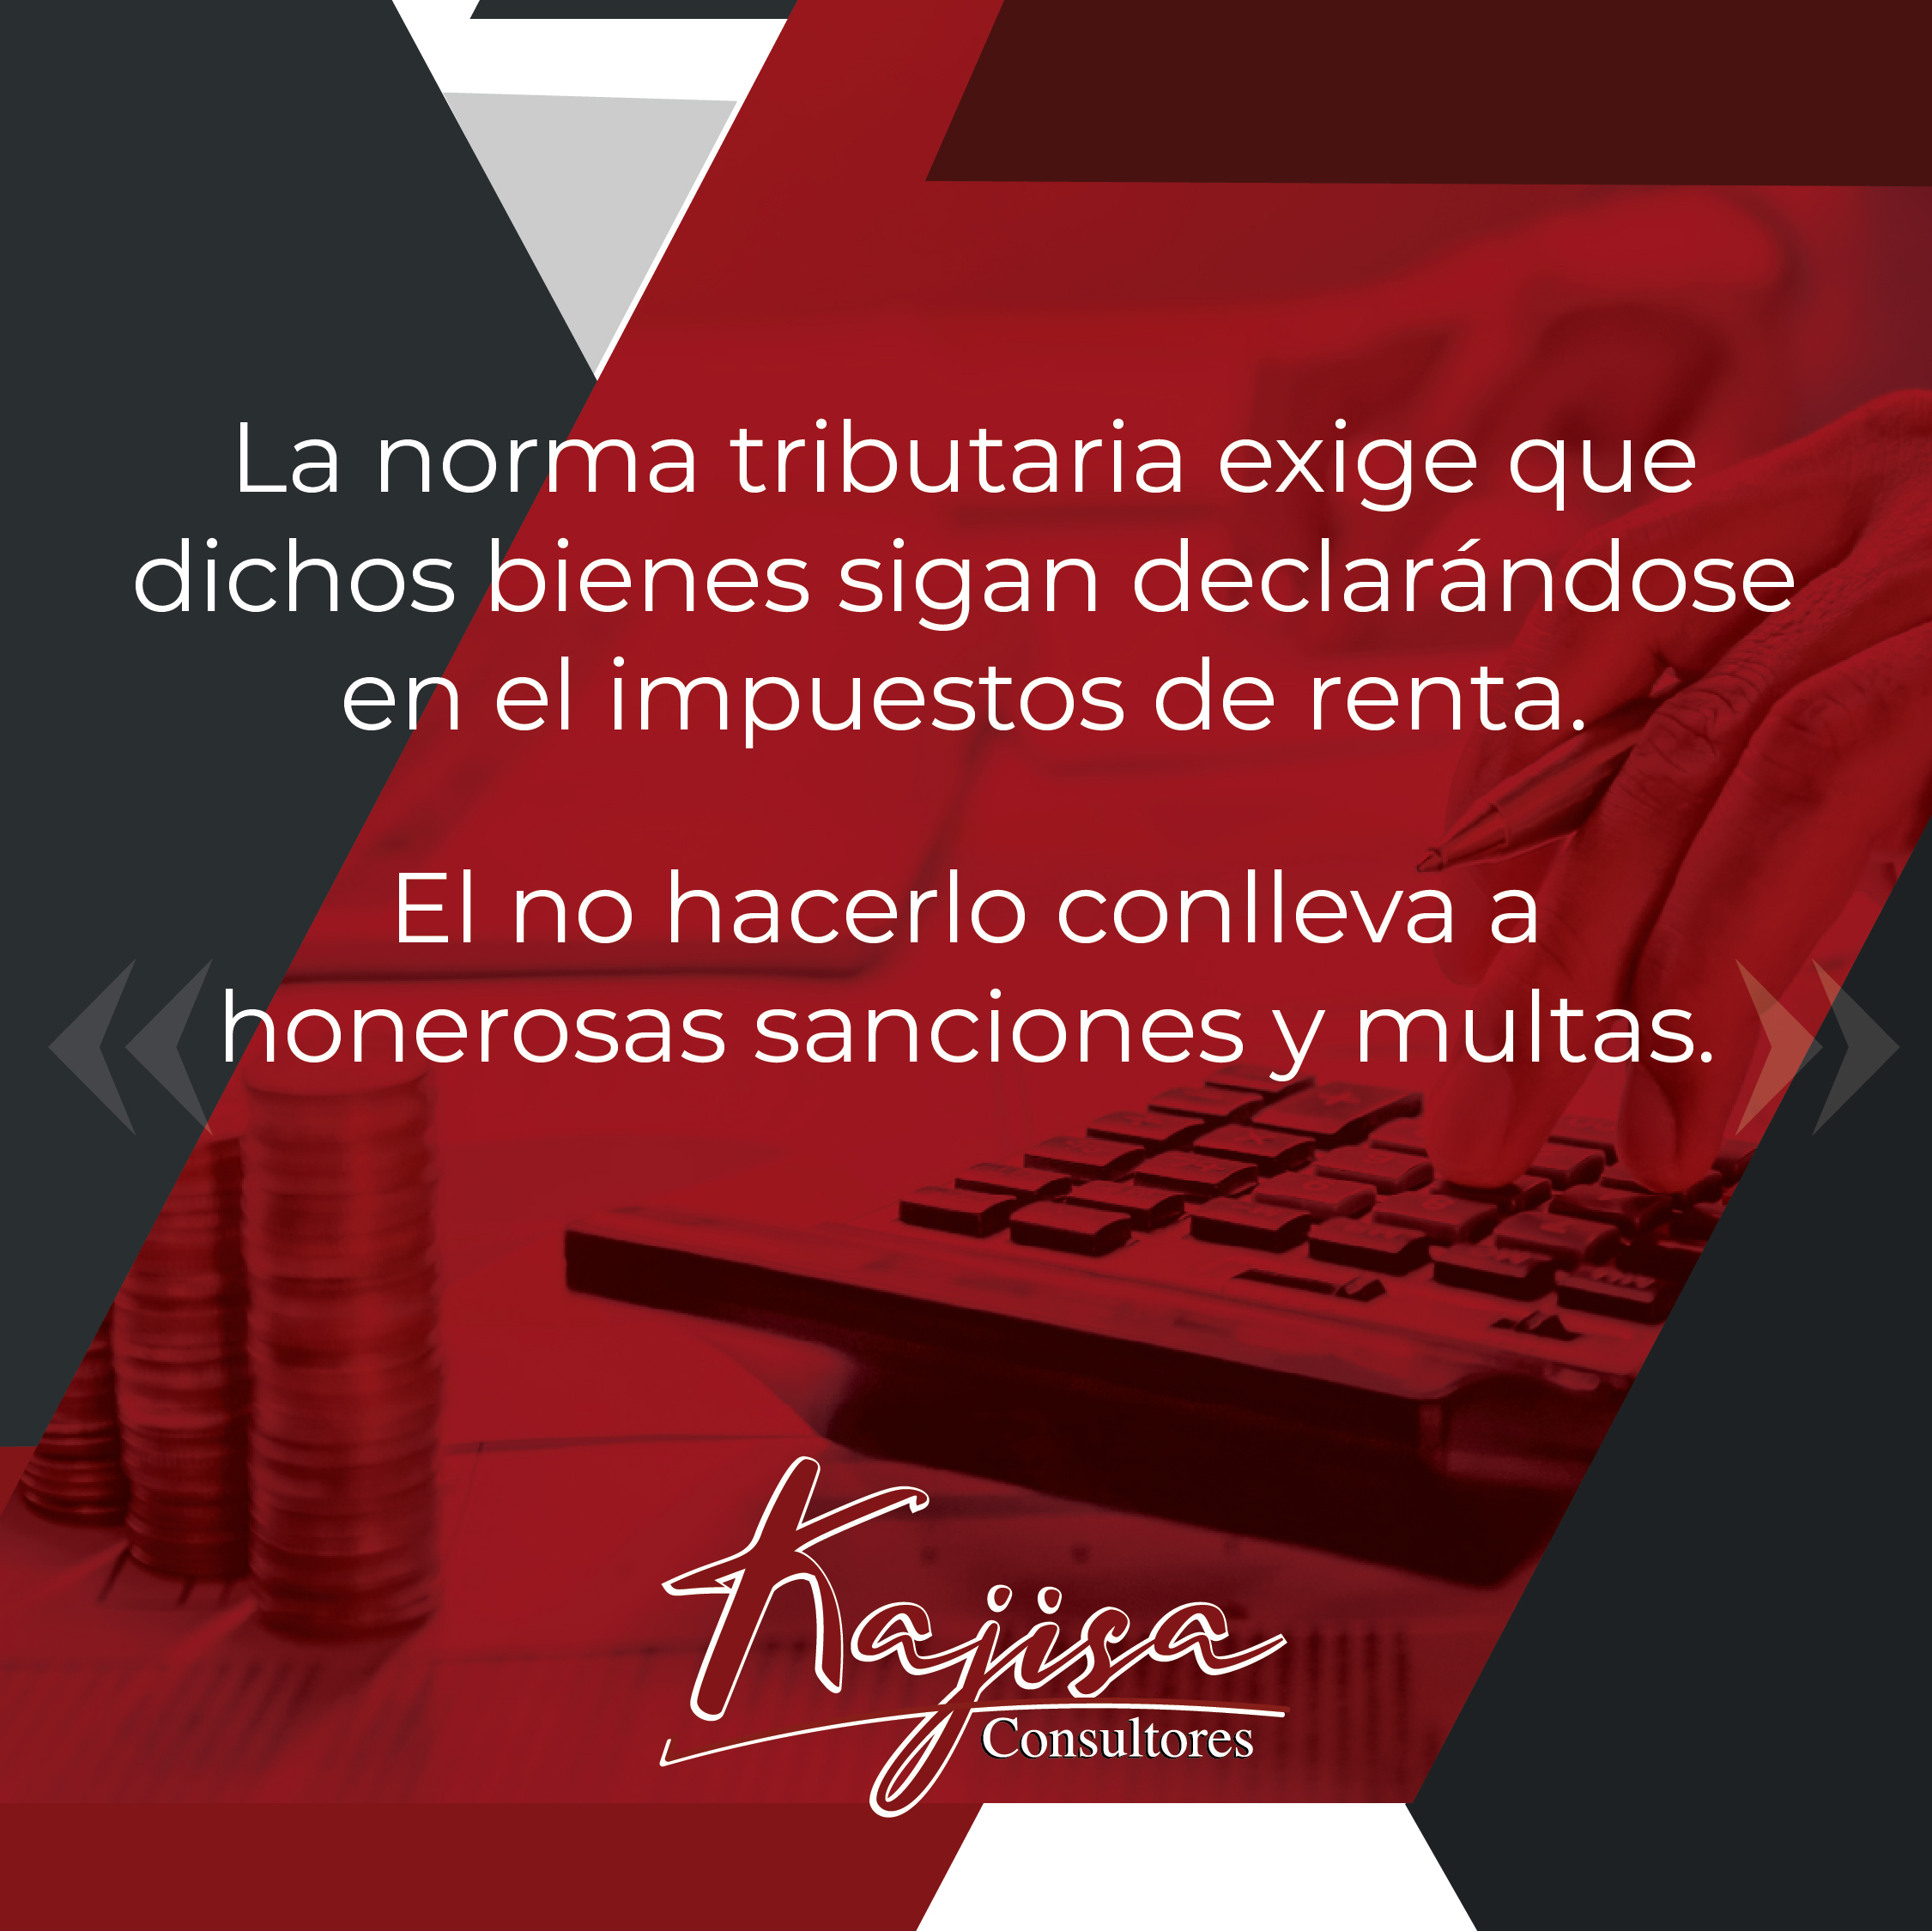 La norma tributaria exige que
dichos bienes sigan declarándose
en el impuestos de renta.
El no hacerlo conlleva a
honerosas sanciones y multas.
Kajisa
Consultores